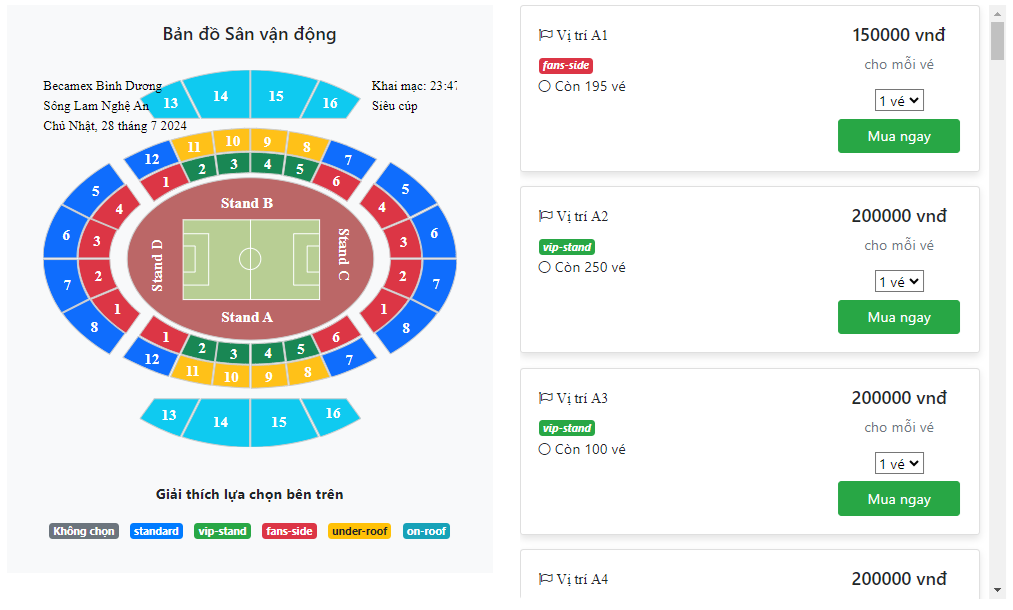 Bản đồ Sân vận động
Becamex Bình Dương
Sông Lam Nghệ An
Chủ Nhật, 28 tháng 7 2024
Khai mạc: 23:47
Siêu cúp
13 14 15 16
12 11 10 9 8 7
1 2 3 4 5 6
5 4 4 5
6 3 3 6
7 2 2 7
8 1 1 8
Stand B
Stand D
Stand C
Stand A
1 2 3 4 5 6
12 11 10 9 8 7
13 14 15 16
Giải thích lựa chọn bên trên
Không chọn standard vip-stand fans-side under-roof on-roof
Vị trí A1
fans-side
Còn 195 vé
150000 vnđ
cho mỗi vé
1 vé
Mua ngay
Vị trí A2
vip-stand
Còn 250 vé
200000 vnđ
cho mỗi vé
1 vé
Mua ngay
Vị trí A3
vip-stand
Còn 100 vé
200000 vnđ
cho mỗi vé
1 vé
Mua ngay
Vị trí A4
200000 vnđ